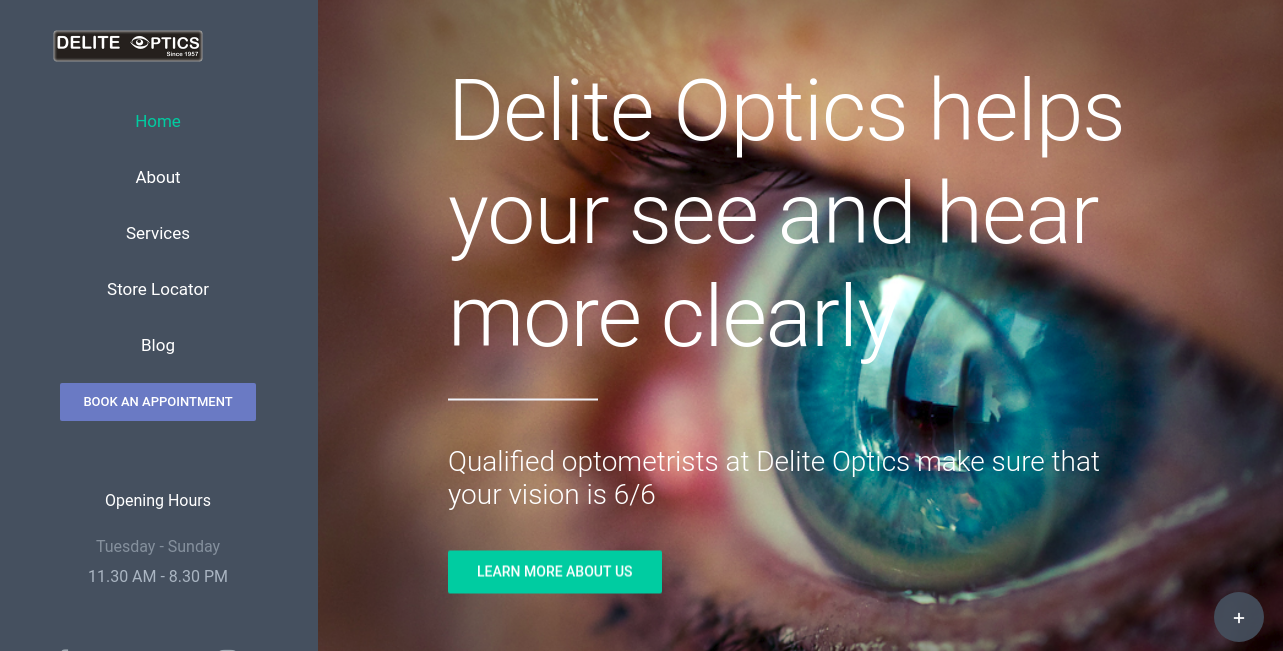 DELITE OPTICS
Since 1957
Home
About
Services
Store Locator
Blog
BOOK AN APPOINTMENT
Opening Hours
Tuesday - Sunday
11.30 AM - 8.30 PM
Delite Optics helps
your see and hear
more clearly
Qualified optometrists at Delite Optics make sure that
your vision is 6/6
LEARN MORE ABOUT US
+